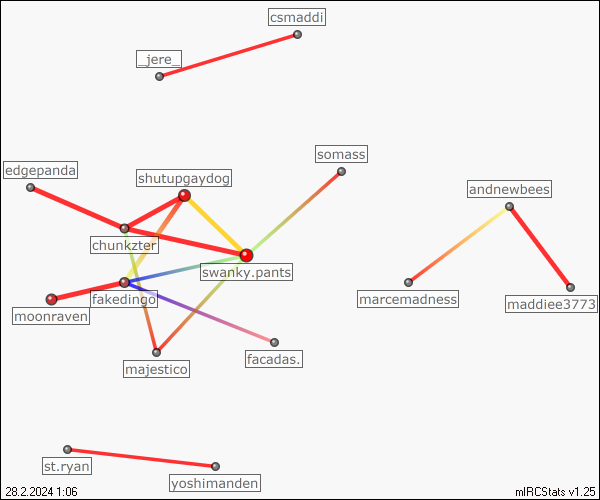 csmaddi
_jere_
somass
edgepanda
shutupgaydog
andnewbees
chunkzter
swanky.pants
fakedingo
marcemadness
maddiee3773
moonraven
facadas.
majestico
st.ryan
yoshimanden
28.2.2024 1:06
mIRCStats v1.25